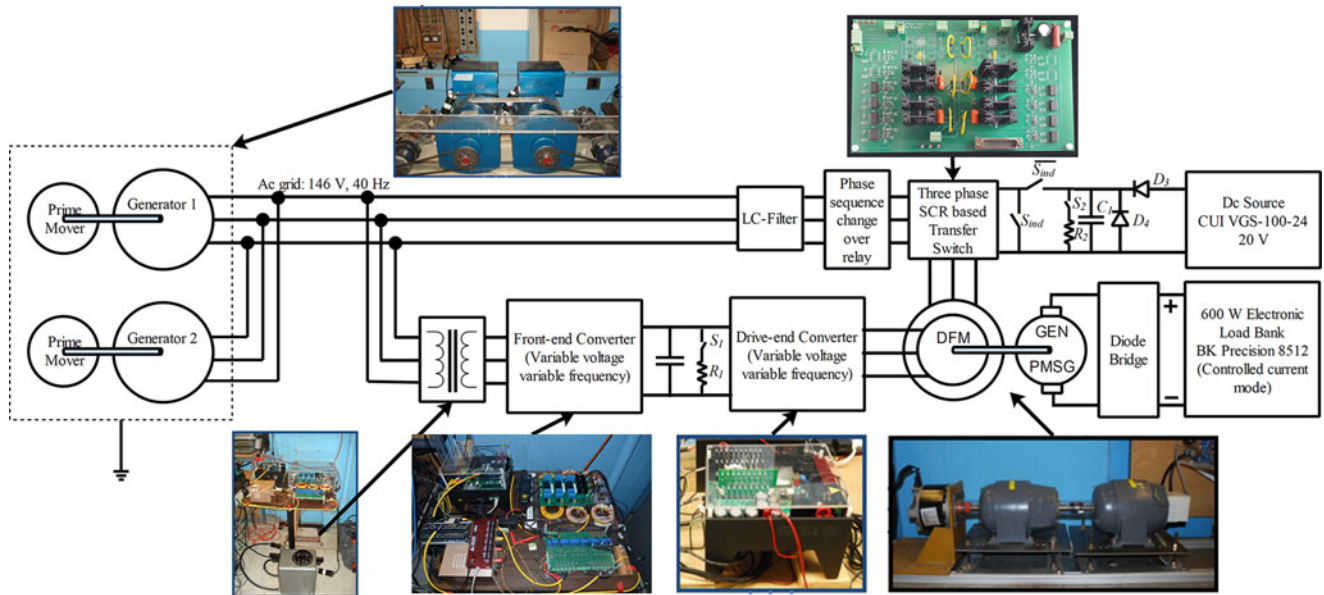 Prime
Mover
Generator 1
Ac grid: 146 V, 40 Hz
LC-Filter
Phase
sequence
change over
relay
Three phase
SCR based
Transfer
Switch
Sind
Sind
S2
R2
C1
D3
D4
Dc Source
CUI VGS-100-24
20 V
Prime
Mover
Generator 2
Front-end Converter
(Variable voltage
variable frequency)
S1
R1
Drive-end Converter
(Variable voltage
variable frequency)
DFM
GEN
PMSG
Diode
Bridge
+
−
600 W Electronic
Load Bank
BK Precision 8512
(Controlled current
mode)